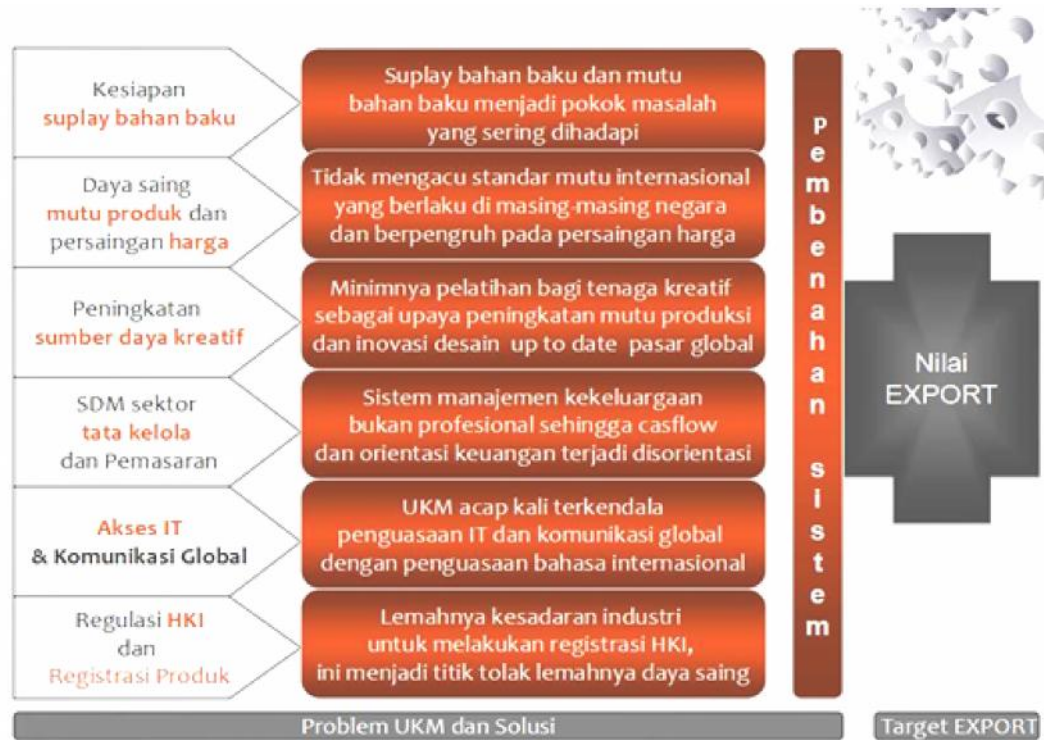 Kesiapan
suplay bahan baku
Suplay bahan baku dan mutu
bahan baku menjadi pokok masalah
yang sering dihadapi
Daya saing
mutu produk dan
persaingan harga
Tidak mengacu standar mutu internasional
yang berlaku di masing-masing negara
dan berpengruh pada persaingan harga
Peningkatan
sumber daya kreatif
Minimnya pelatihan bagi tenaga kreatif
sebagai upaya peningkatan mutu produksi
dan inovasi desain up to date pasar global
SDM sektor
tata kelola
dan Pemasaran
Sistem manajemen kekeluargaan
bukan profesional sehingga casflow
dan orientasi keuangan terjadi disorientasi
Akses IT
& Komunikasi Global
UKM acap kali terkendala
penguasaan IT dan komunikasi global
dengan penguasaan bahasa internasional
Regulasi HKI
dan
Registrasi Produk
Lemahnya kesadaran industri
untuk melakukan registrasi HKI,
ini menjadi titik tolak lemahnya daya saing
pembenahan sistem
Nilai
EXPORT
Problem UKM dan Solusi
Target EXPORT